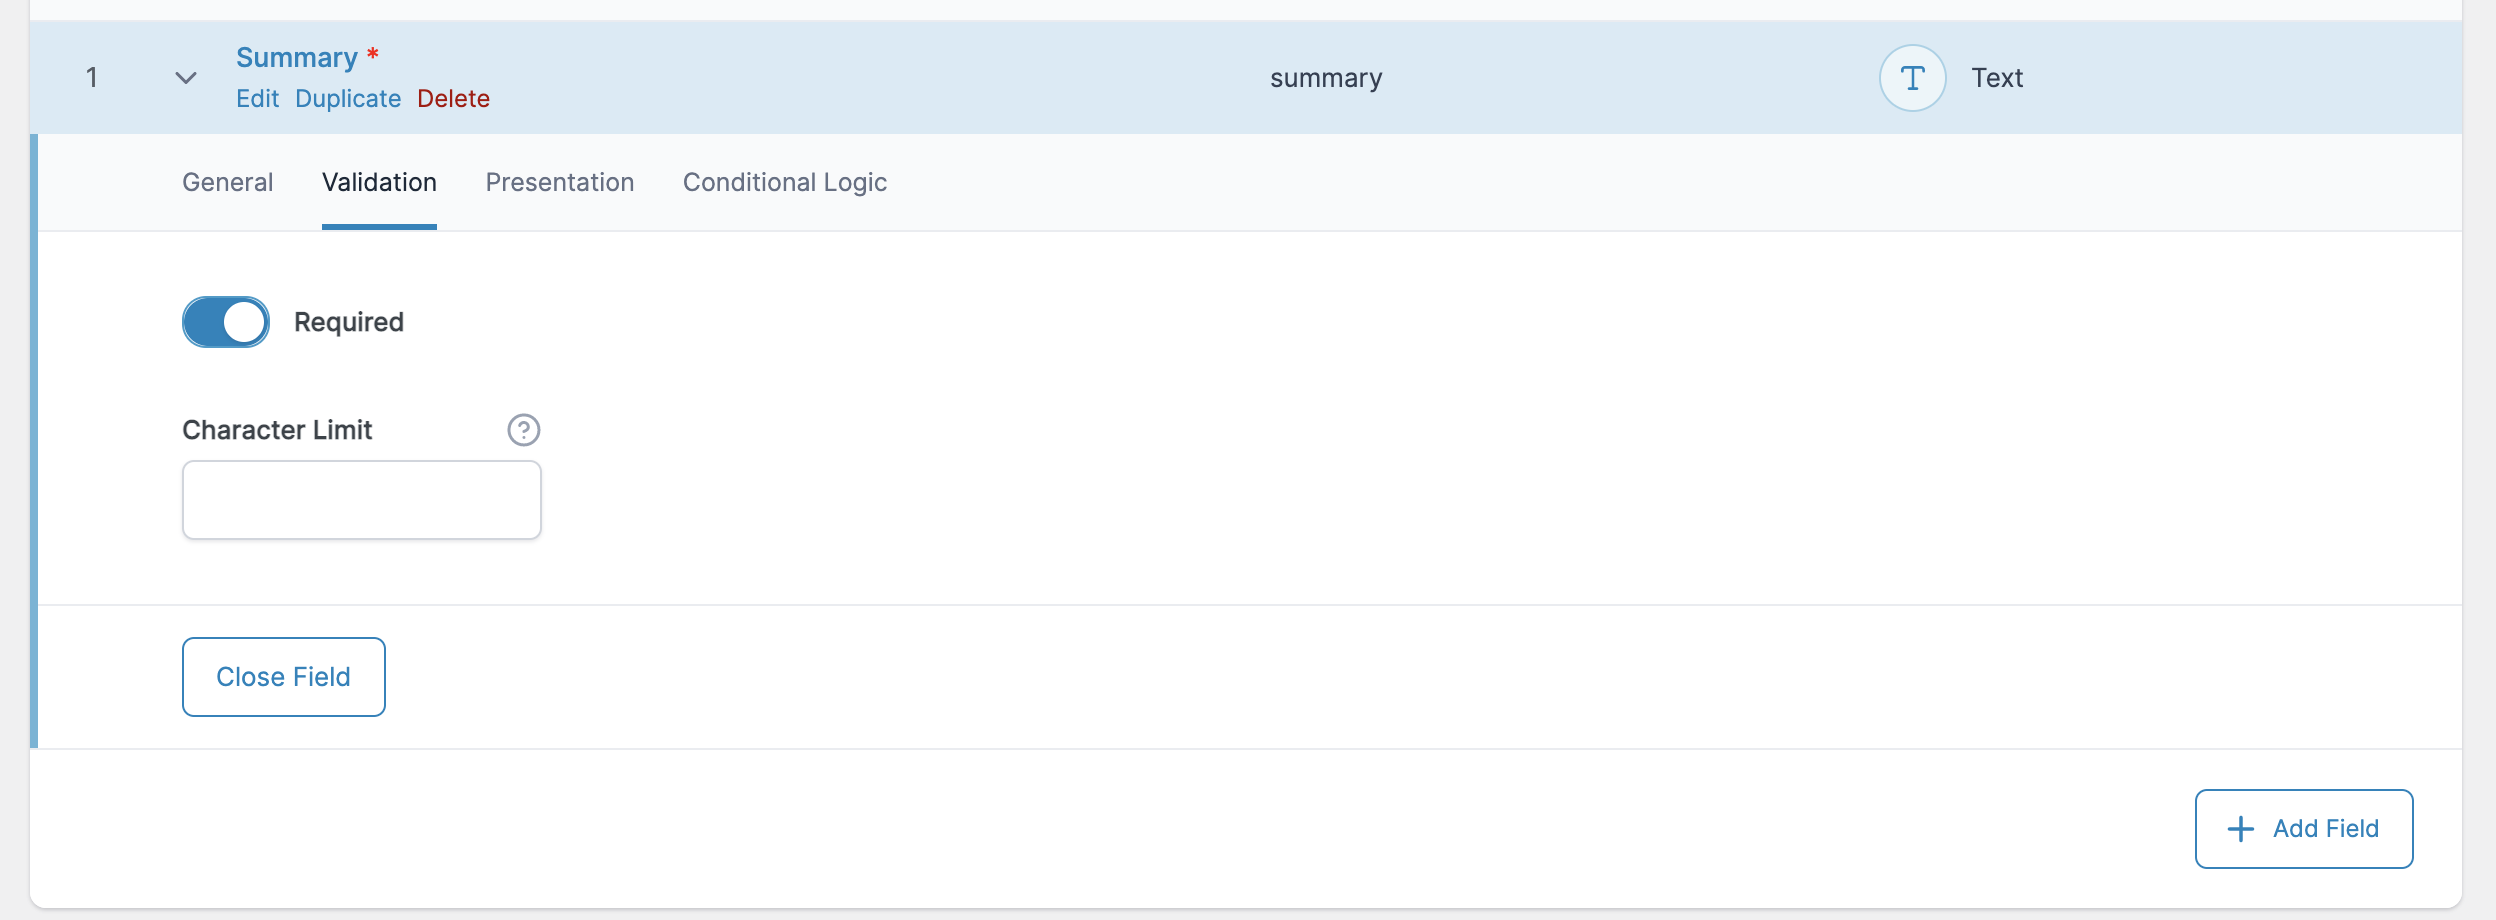 1
Summary *
Edit Duplicate Delete
summary
Text
General Validation Presentation Conditional Logic
Required
Character Limit
Close Field
Add Field